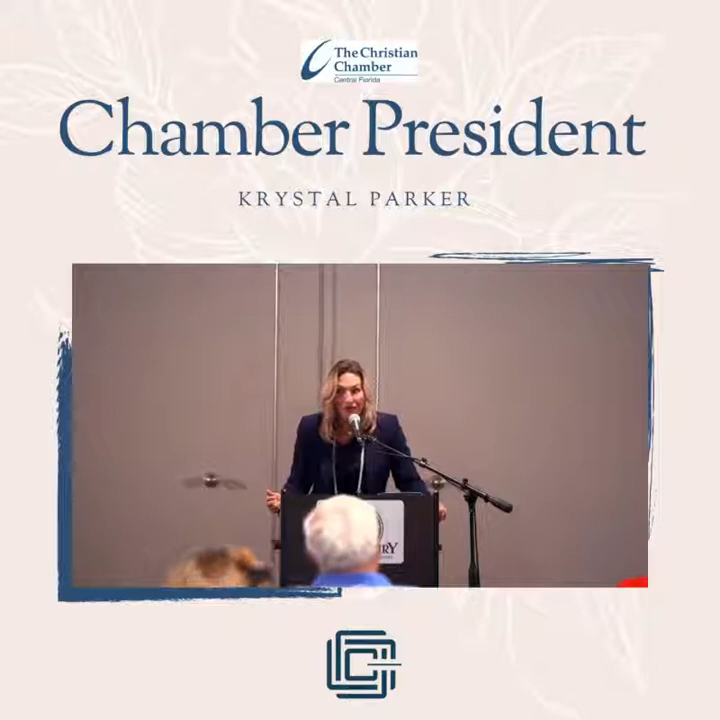 The Christian
Chamber
Central Florida
Chamber President
KRYSTAL PARKER